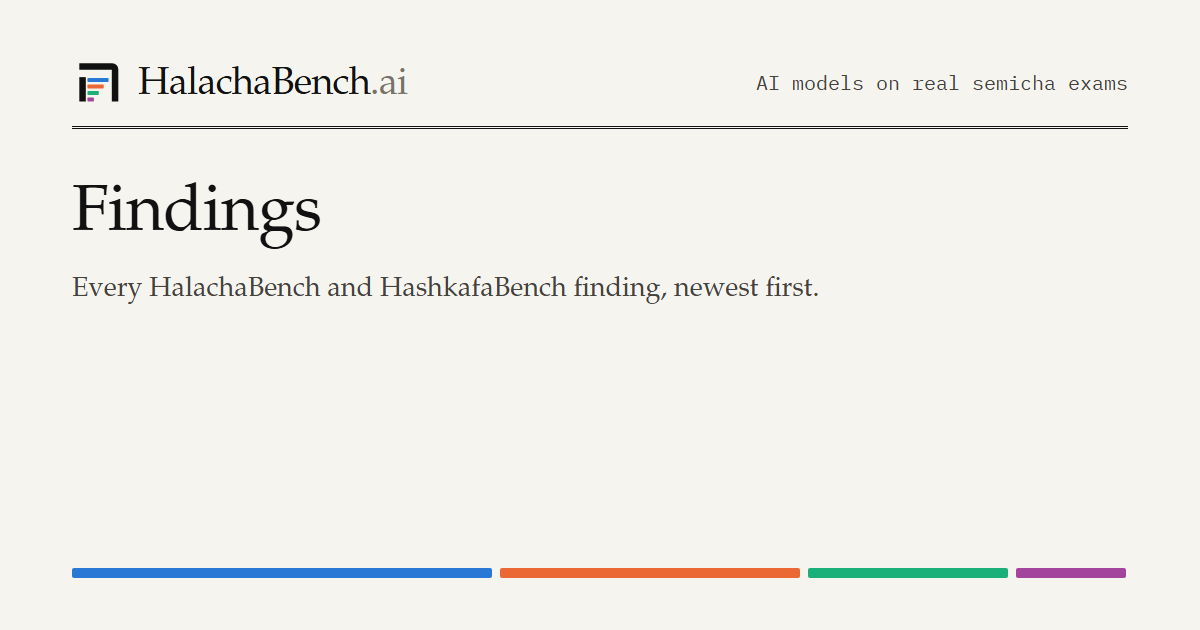 HalachaBench.ai
AI models on real semicha exams
Findings
Every HalachaBench and HashkafaBench finding, newest first.